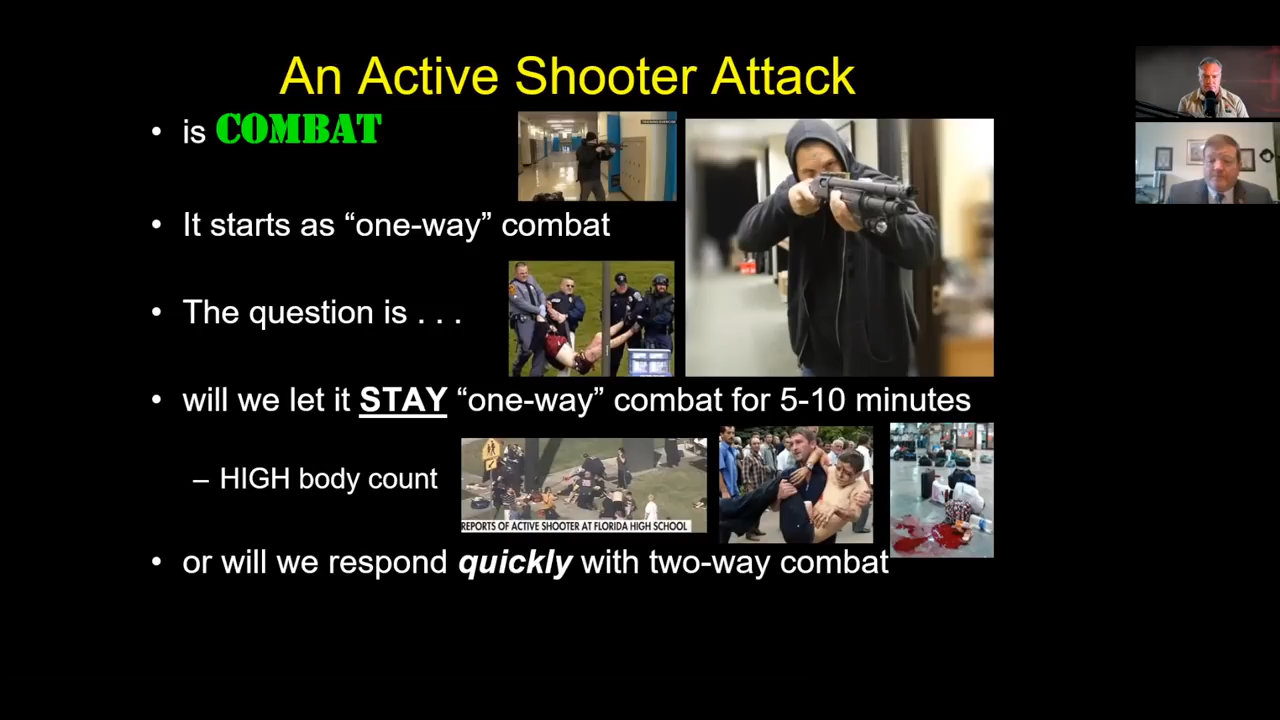 An Active Shooter Attack
• is COMBAT
• It starts as “one-way” combat
• The question is . . .
• will we let it STAY “one-way” combat for 5-10 minutes
– HIGH body count
REPORTS OF ACTIVE SHOOTER AT FLORIDA HIGH SCHOOL
• or will we respond quickly with two-way combat